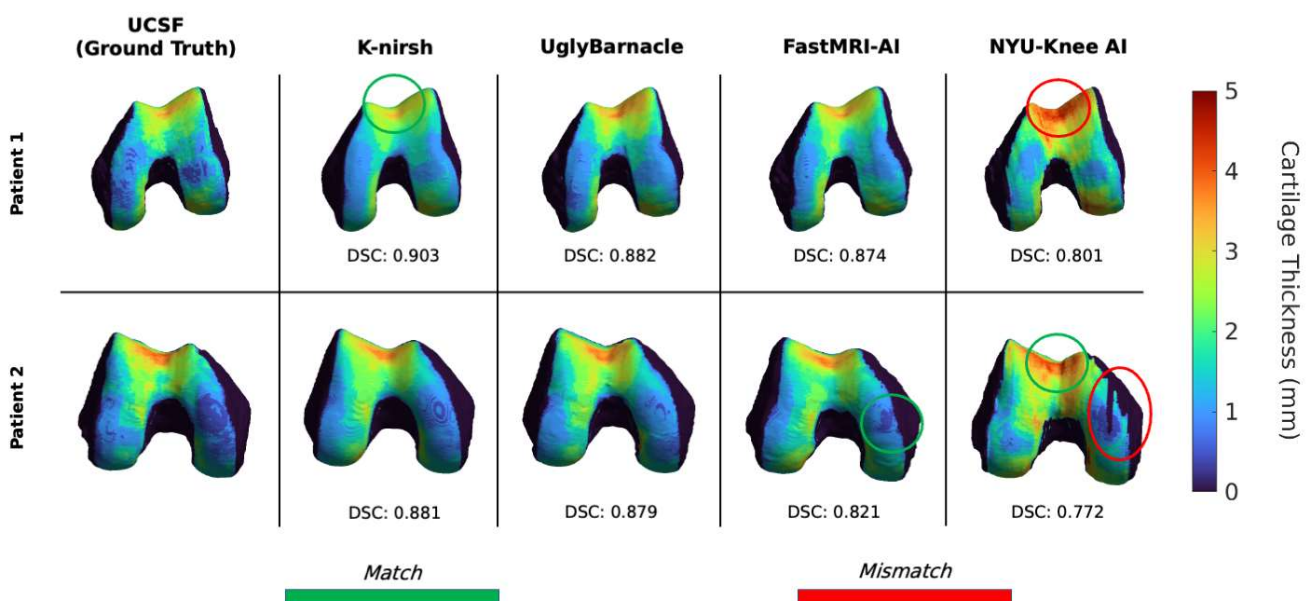 UCSF
(Ground Truth)
K-nirsh
UglyBarnacle
FastMRI-AI
NYU-Knee AI
Patient 1
DSC: 0.903
DSC: 0.882
DSC: 0.874
DSC: 0.801
Patient 2
DSC: 0.881
DSC: 0.879
DSC: 0.821
DSC: 0.772
5
4
3
2
1
0
Cartilage Thickness (mm)
Match
Mismatch